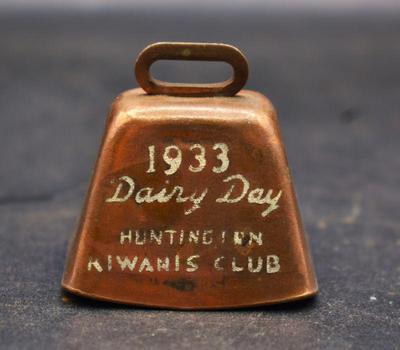 1933
Dairy Day
HUNTINGTON
KIWANIS CLUB